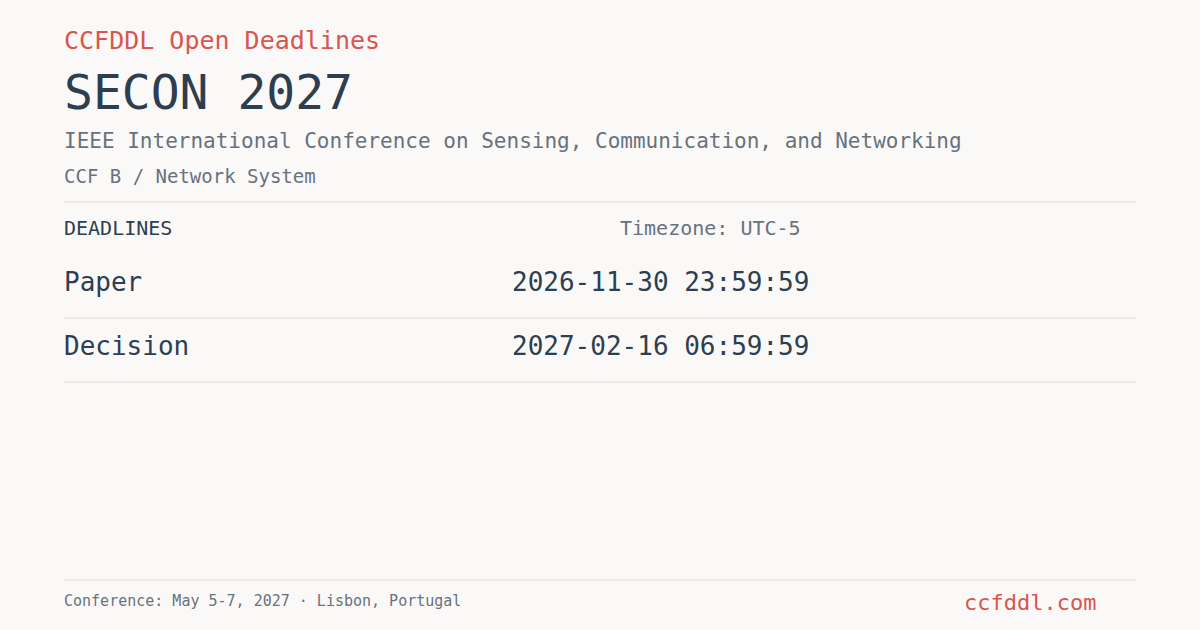 CCFDDL Open Deadlines
SECON 2027
IEEE International Conference on Sensing, Communication, and Networking
CCF B / Network System
DEADLINES Timezone: UTC-5
Paper 2026-11-30 23:59:59
Decision 2027-02-16 06:59:59
Conference: May 5-7, 2027 · Lisbon, Portugal ccfddl.com